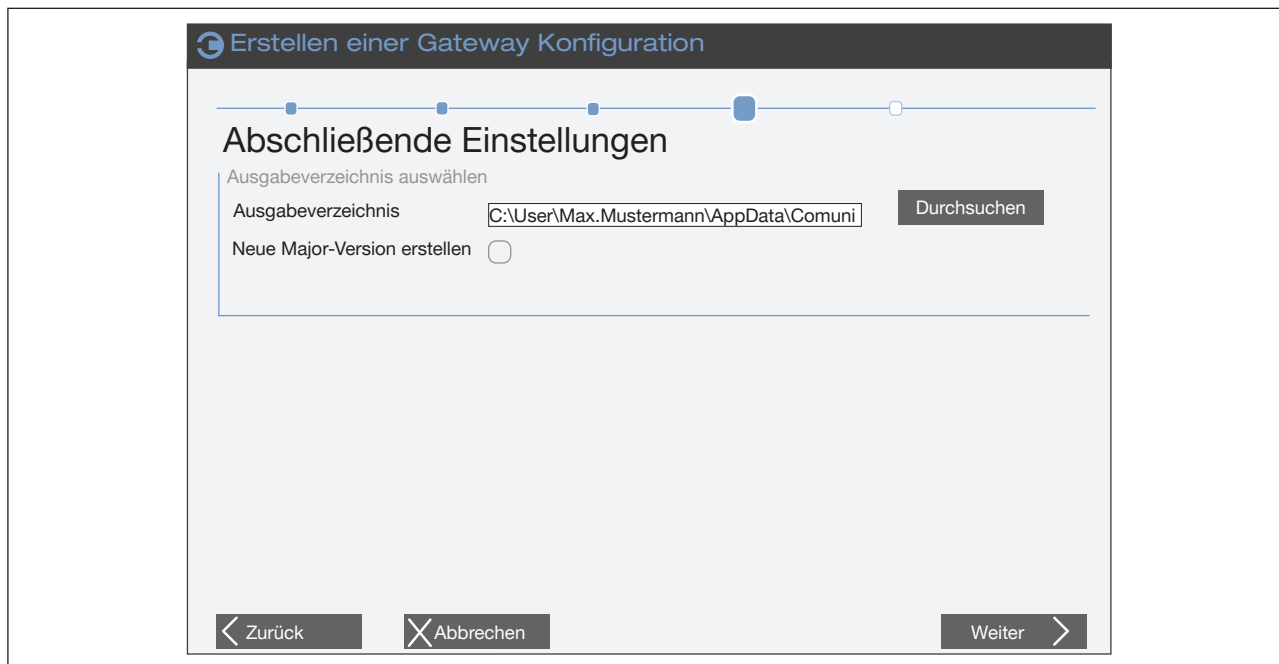 Erstellen einer Gateway Konfiguration
Abschließende Einstellungen
Ausgabeverzeichnis auswählen
Ausgabeverzeichnis
C:\User\Max.Mustermann\AppData\Comuni
Durchsuchen
Neue Major-Version erstellen
Zurück
Abbrechen
Weiter